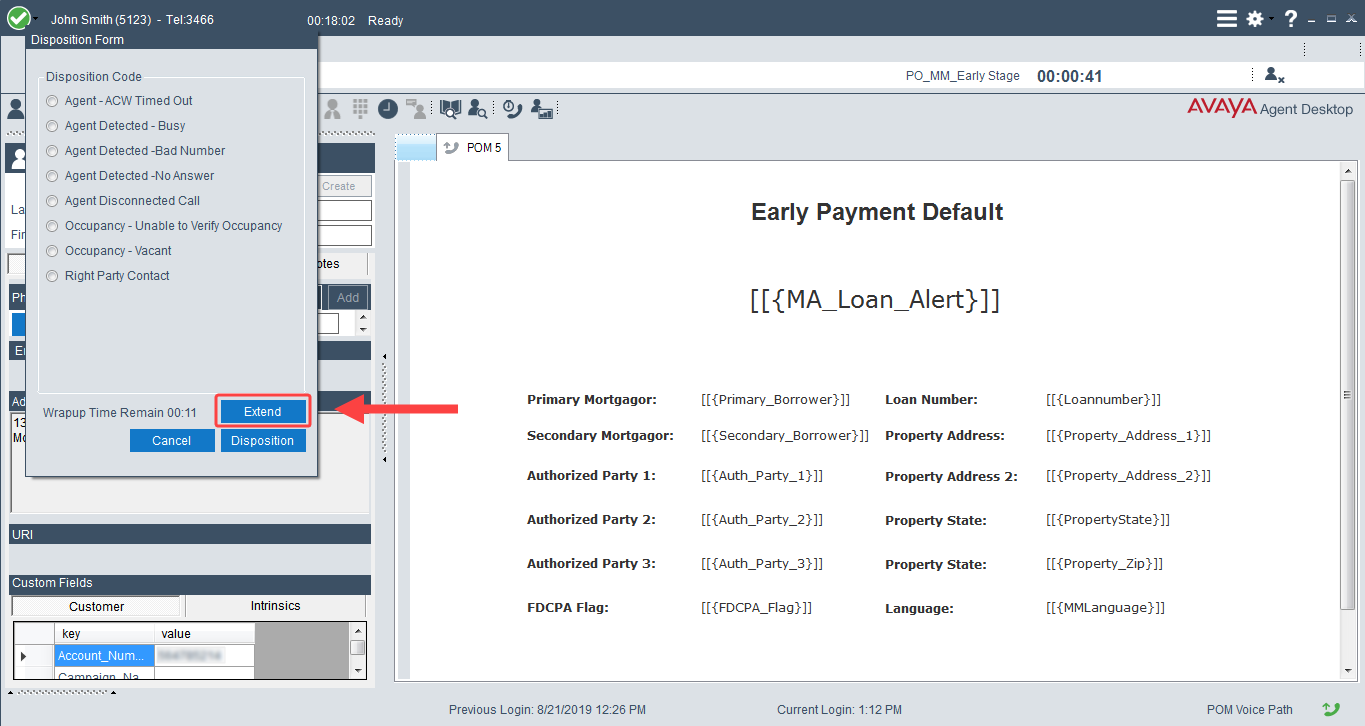 John Smith (5123) - Tel:3466
00:18:02 Ready
?
Disposition Form
PO_MM_Early Stage 00:00:41
Disposition Code
Agent - ACW Timed Out
Agent Detected - Busy
Agent Detected -Bad Number
Agent Detected -No Answer
Agent Disconnected Call
Occupancy - Unable to Verify Occupancy
Occupancy - Vacant
Right Party Contact
Wrapup Time Remain 00:11
Extend
Cancel
Disposition
AVAYA Agent Desktop
POM 5
Create
La
Fir
otes
Ph
Add
Ad
13
Mo
URI
Custom Fields
Customer
Intrinsics
key value
Account_Num...
Campaign_Na
Early Payment Default
[[{MA_Loan_Alert}]]
Primary Mortgagor: [[{Primary_Borrower}]] Loan Number: [[{Loannumber}]]
Secondary Mortgagor: [[{Secondary_Borrower}]] Property Address: [[{Property_Address_1}]]
Authorized Party 1: [[{Auth_Party_1}]] Property Address 2: [[{Property_Address_2}]]
Authorized Party 2: [[{Auth_Party_2}]] Property State: [[{PropertyState}]]
Authorized Party 3: [[{Auth_Party_3}]] Property State: [[{Property_Zip}]]
FDCPA Flag: [[{FDCPA_Flag}]] Language: [[{MMLanguage}]]
Previous Login: 8/21/2019 12:26 PM
Current Login: 1:12 PM
POM Voice Path